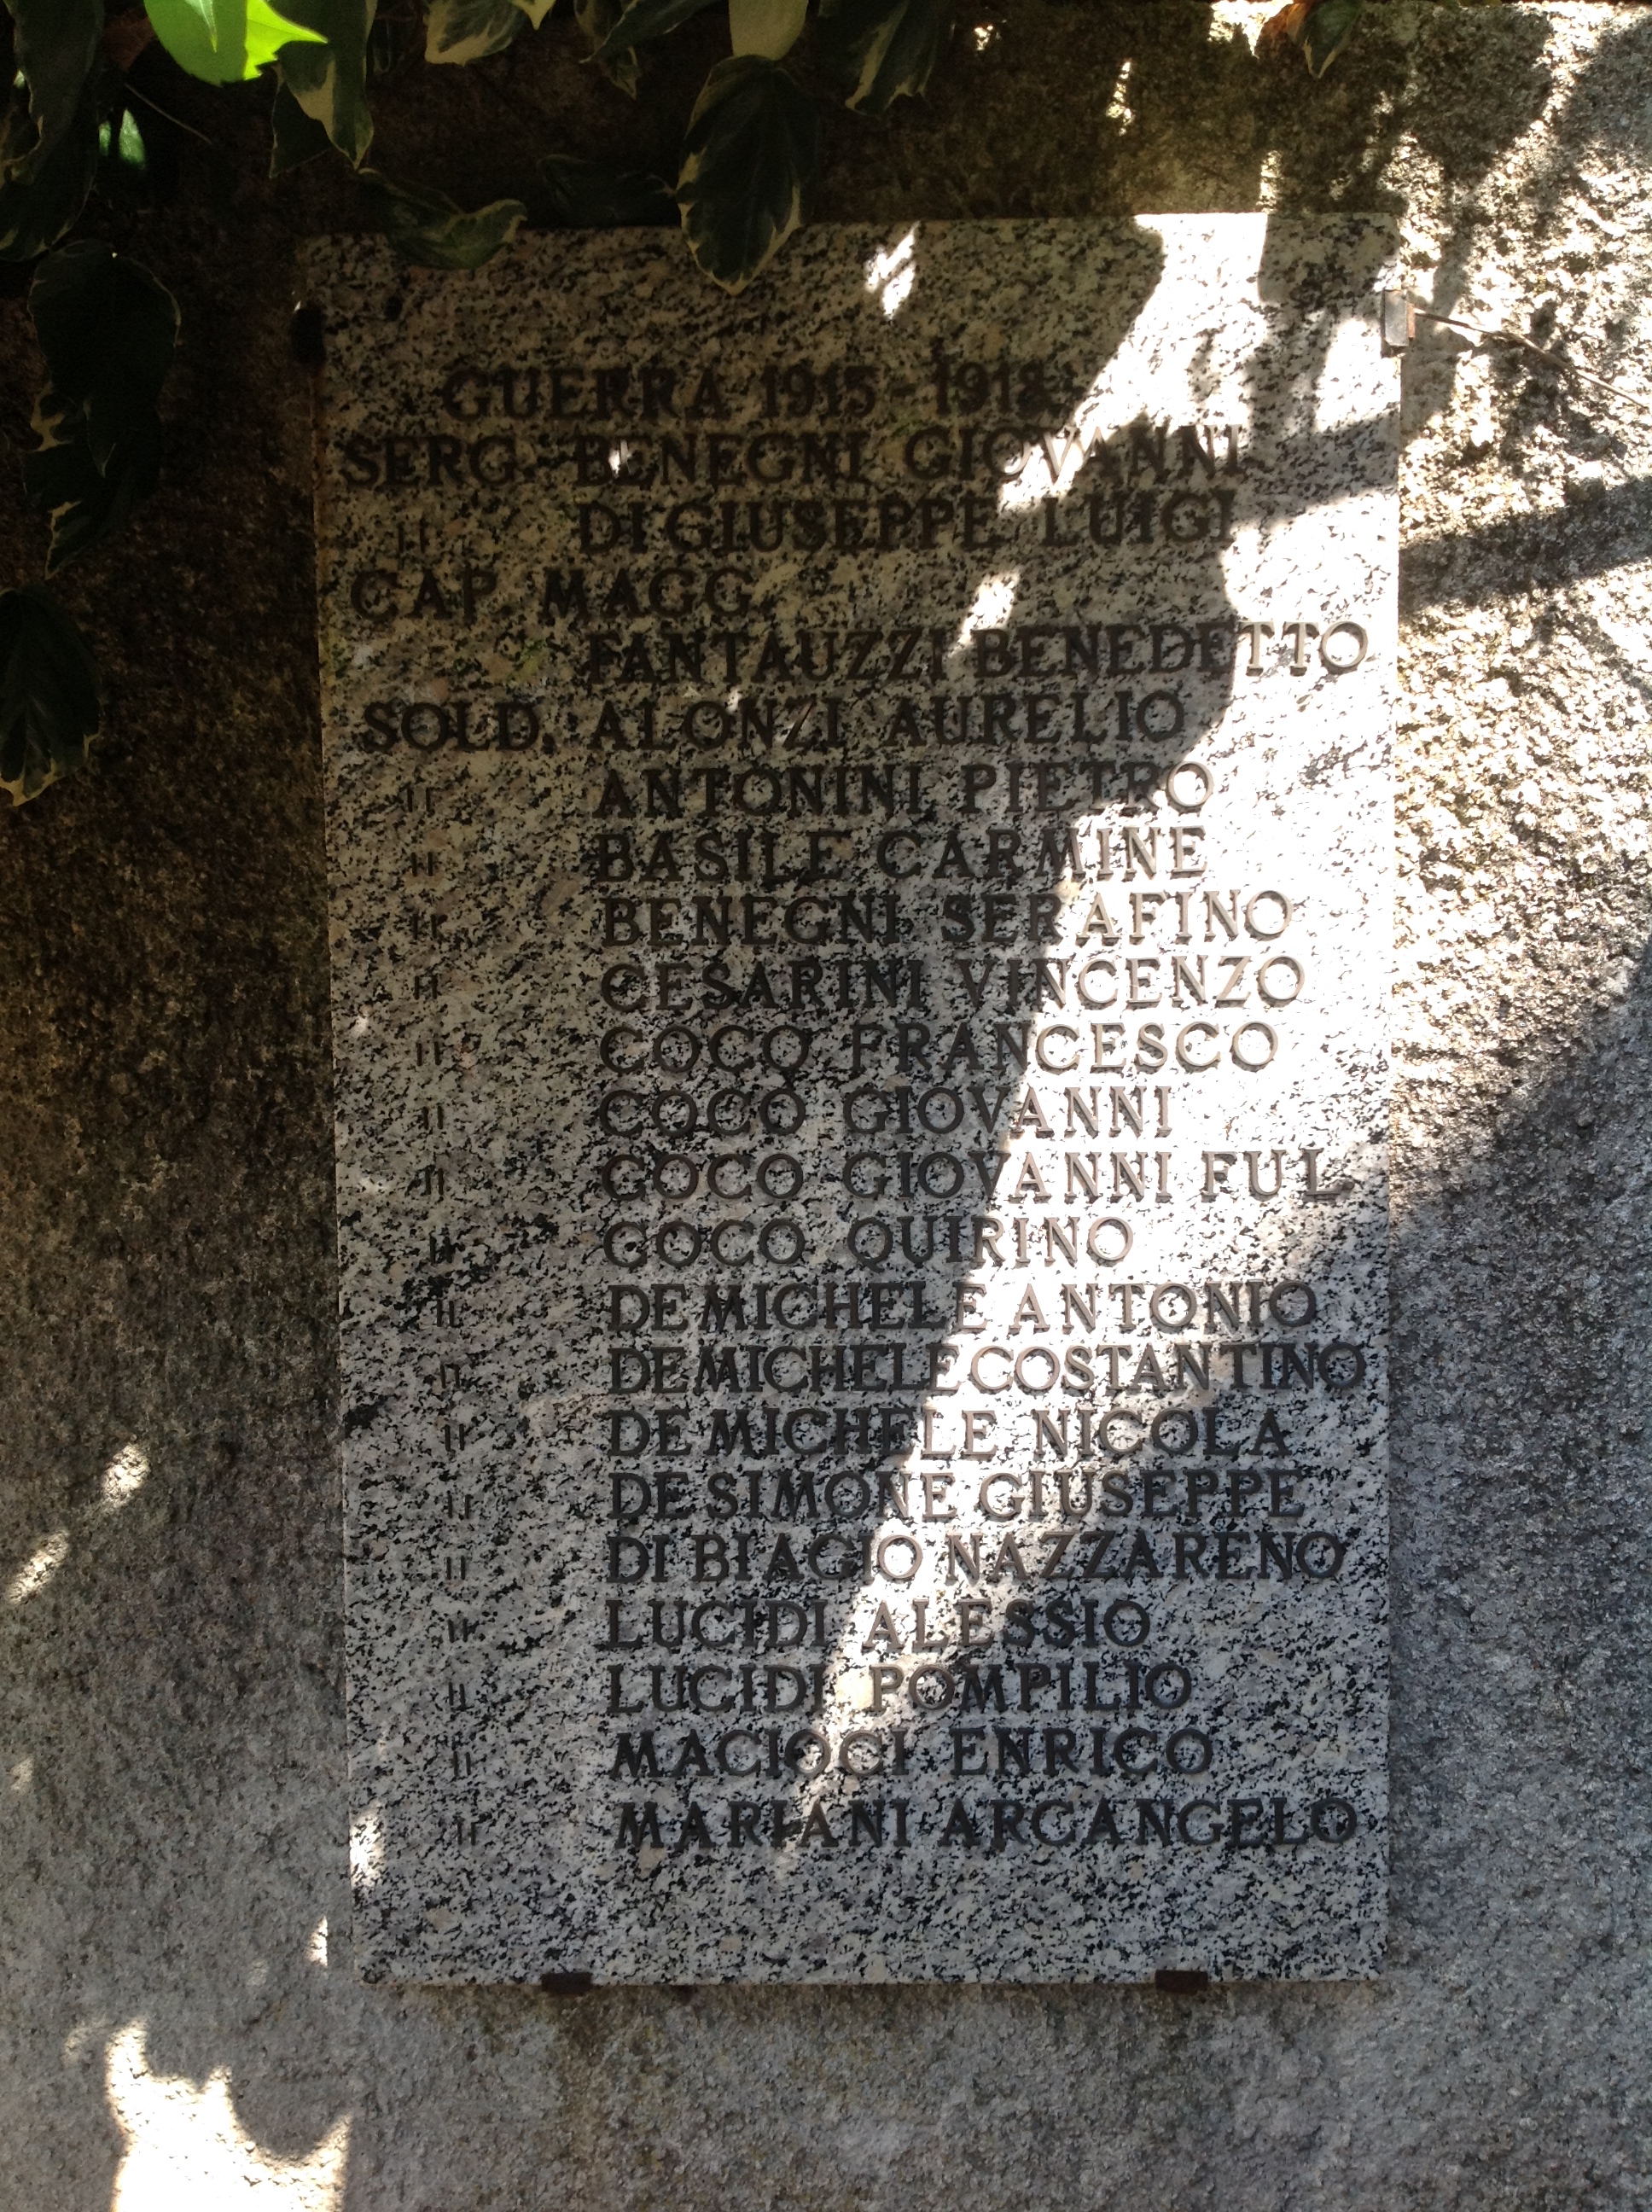 GUERRA 1915 - 1918
SERG. BENEGNI GIOVANNI
" DI GIUSEPPE LUIGI
CAP. MAGG.
FANTAUZZI BENEDETTO
SOLD. ALONZI AURELIO
" ANTONINI PIETRO
" BASILE CARMINE
" BENEGNI SERAFINO
" CESARINI VINCENZO
" COCO FRANCESCO
" COCO GIOVANNI
" COCO GIOVANNI FUL
" COCO QUIRINO
" DE MICHELE ANTONIO
" DE MICHELE COSTANTINO
" DE MICHELE NICOLA
" DE SIMONE GIUSEPPE
" DI BIAGIO NAZZARENO
" LUCIDI ALESSIO
" LUCIDI POMPILIO
" MACIOCI ENRICO
" MARIANI ARCANGELO